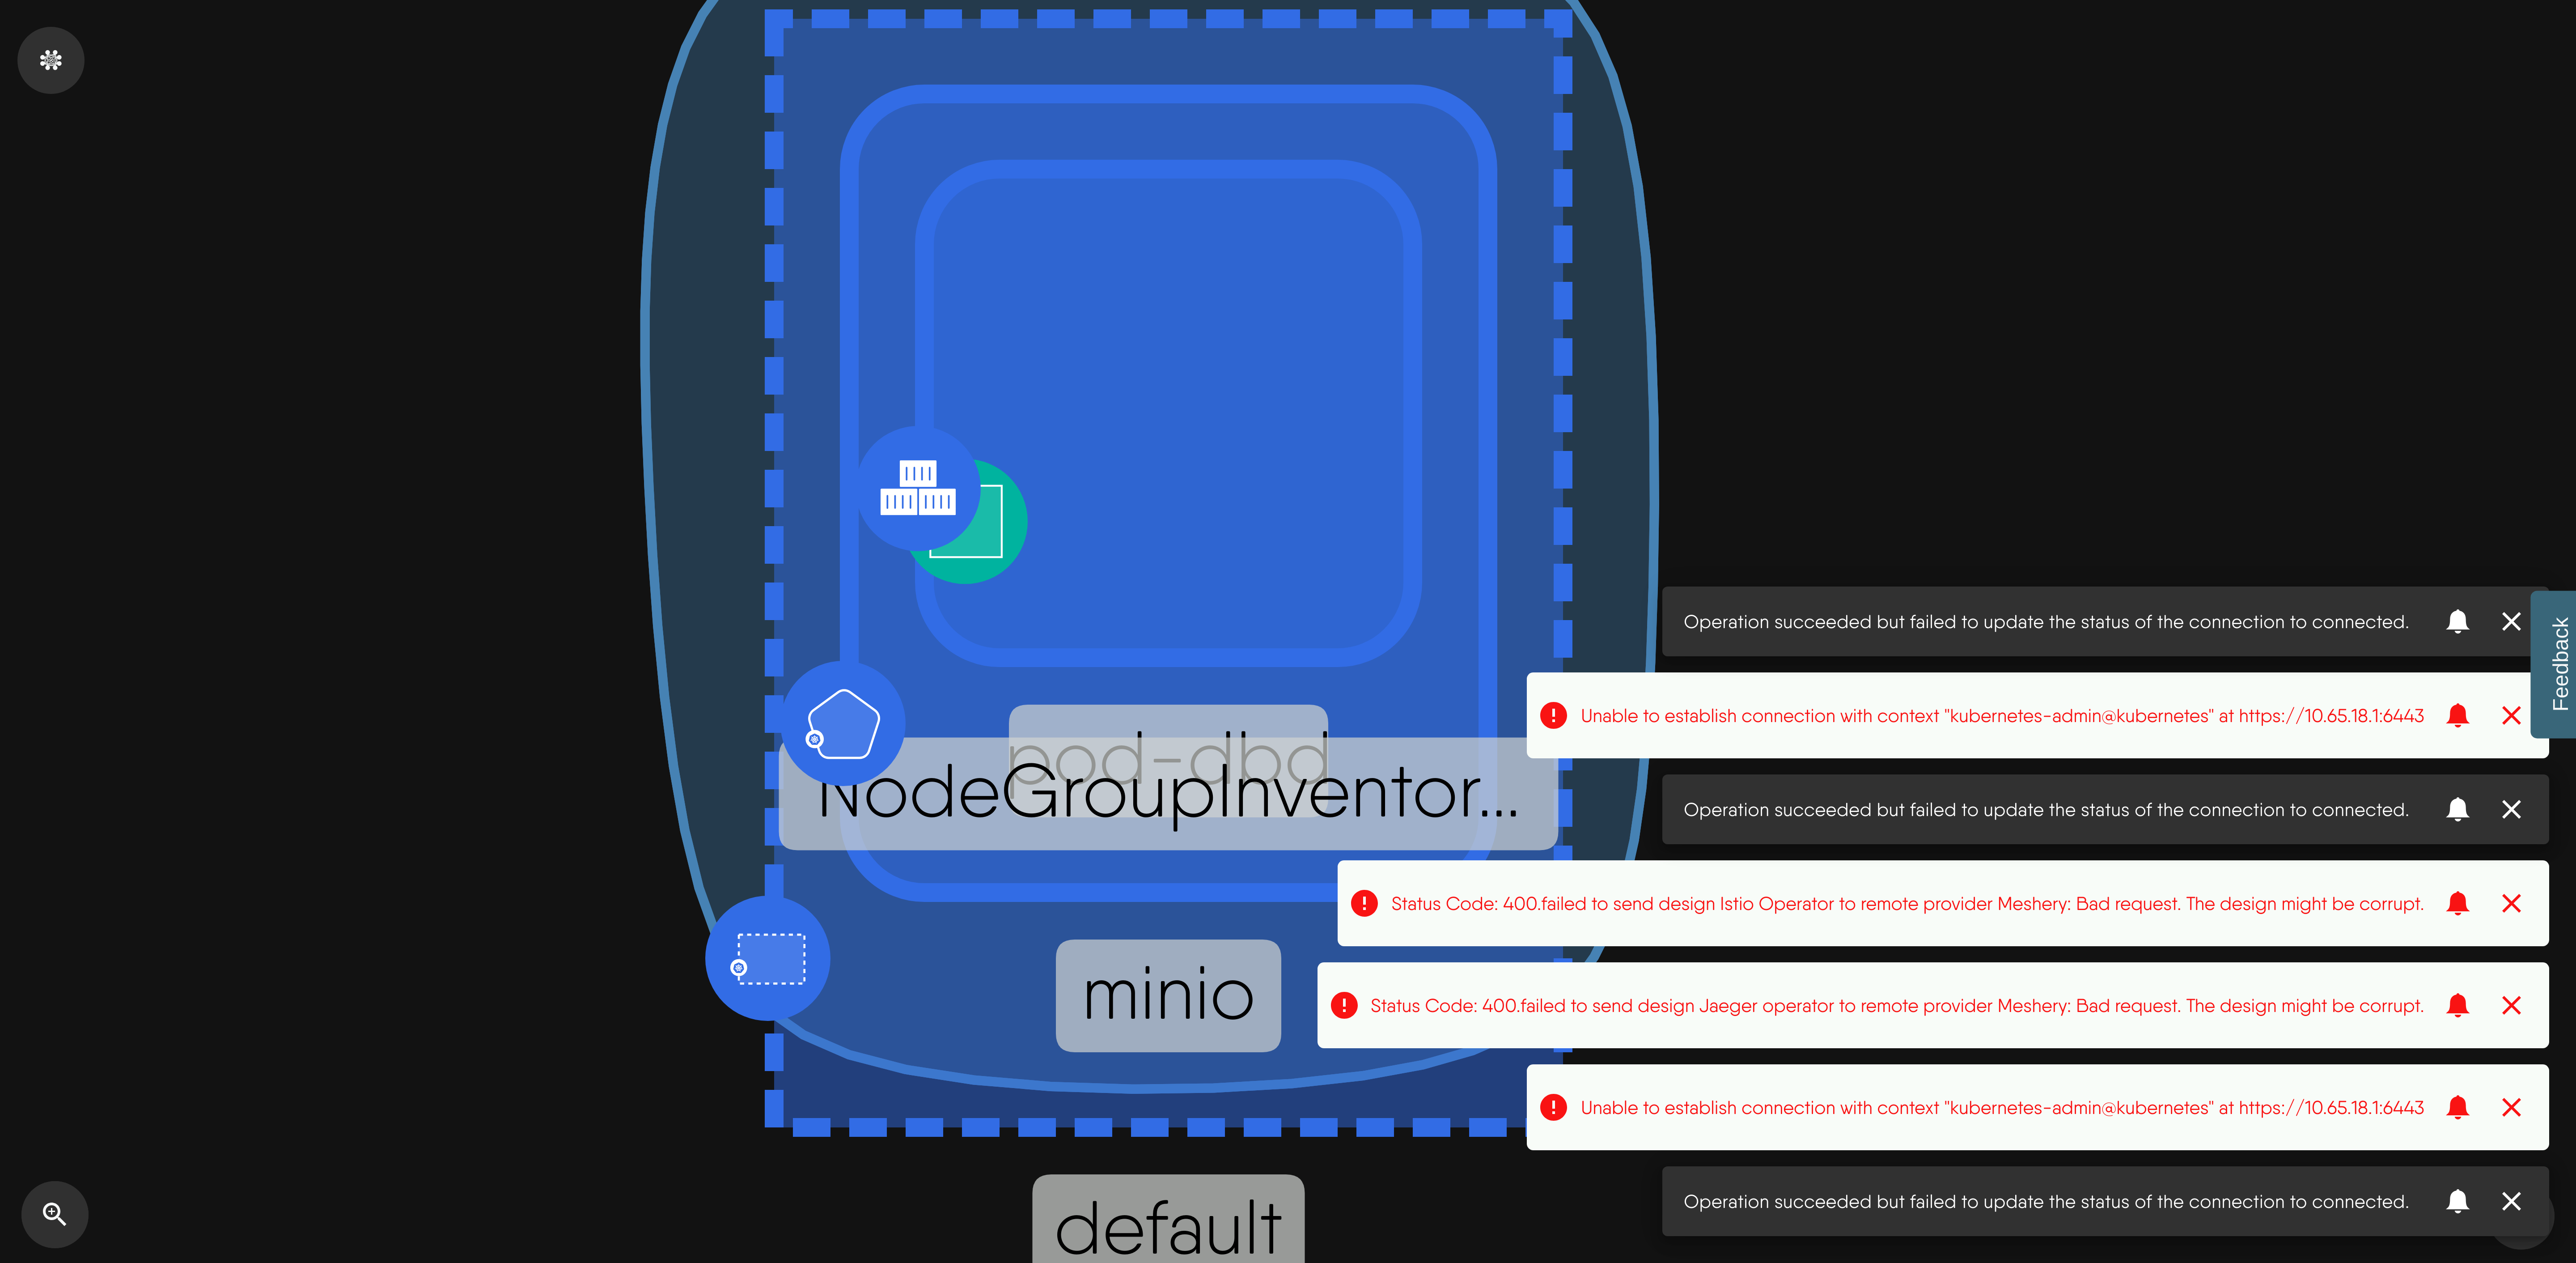 pod-dbd
NodeGroupInventor...
minio
default
Operation succeeded but failed to update the status of the connection to connected.
Unable to establish connection with context "kubernetes-admin@kubernetes" at https://10.65.18.1:6443
Operation succeeded but failed to update the status of the connection to connected.
Status Code: 400.failed to send design Istio Operator to remote provider Meshery: Bad request. The design might be corrupt.
Status Code: 400.failed to send design Jaeger operator to remote provider Meshery: Bad request. The design might be corrupt.
Unable to establish connection with context "kubernetes-admin@kubernetes" at https://10.65.18.1:6443
Operation succeeded but failed to update the status of the connection to connected.
Feedback